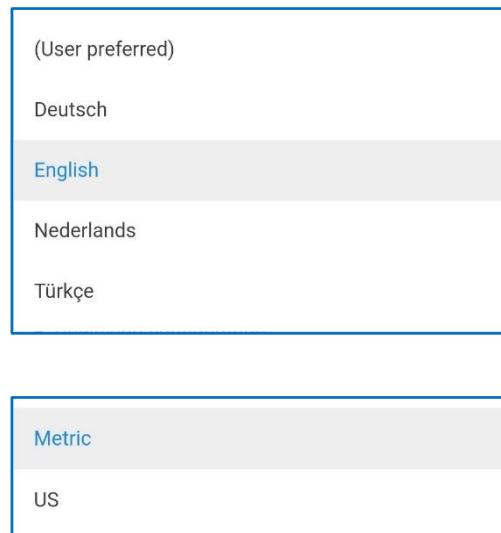 (User preferred)
Deutsch
English
Nederlands
Türkçe
Metric
US